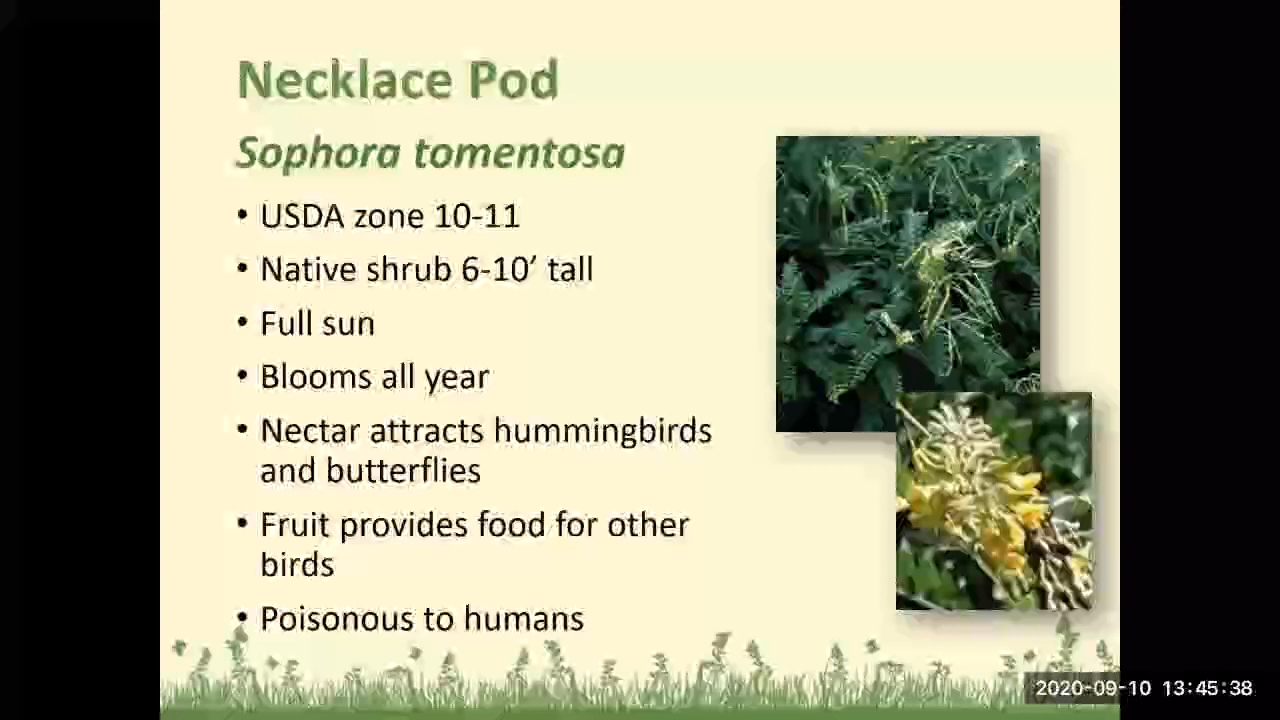 Necklace Pod
Sophora tomentosa
• USDA zone 10-11
• Native shrub 6-10’ tall
• Full sun
• Blooms all year
• Nectar attracts hummingbirds
and butterflies
• Fruit provides food for other
birds
• Poisonous to humans
2020-09-10 13:45:38